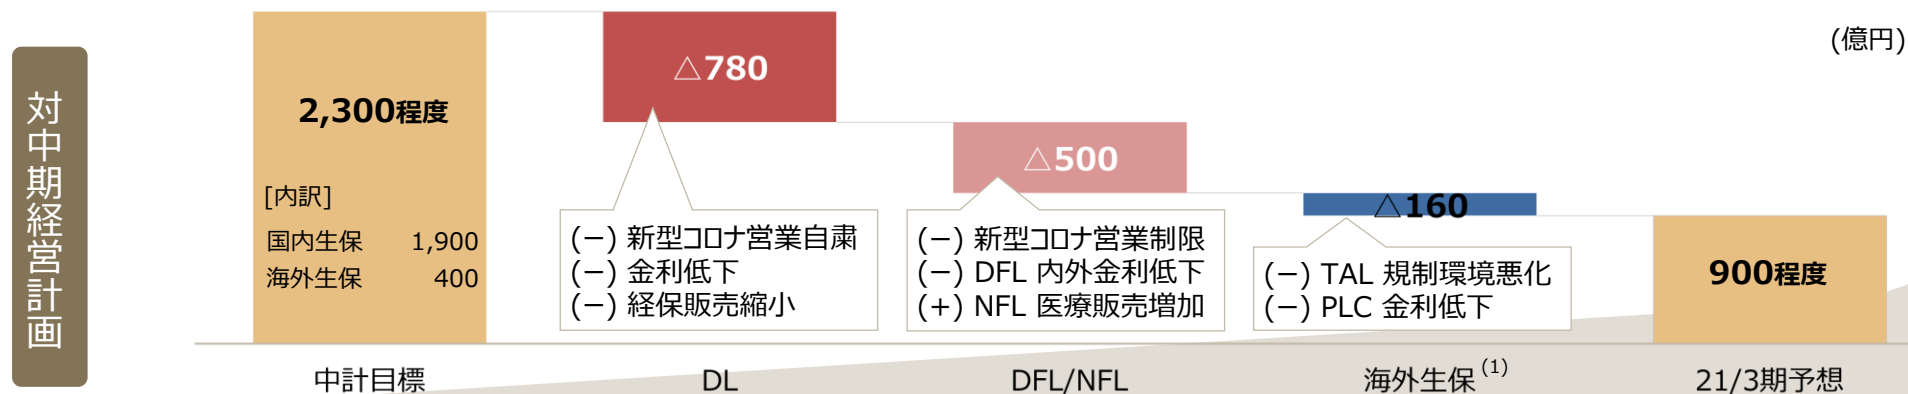 (億円)
対中期経営計画
2,300程度
[内訳]
国内生保 1,900
海外生保 400
△780
(－) 新型コロナ営業自粛
(－) 金利低下
(－) 経保販売縮小
△500
(－) 新型コロナ営業制限
(－) DFL 内外金利低下
(+) NFL 医療販売増加
△160
(－) TAL 規制環境悪化
(－) PLC 金利低下
900程度
中計目標
DL
DFL/NFL
海外生保 (1)
21/3期予想